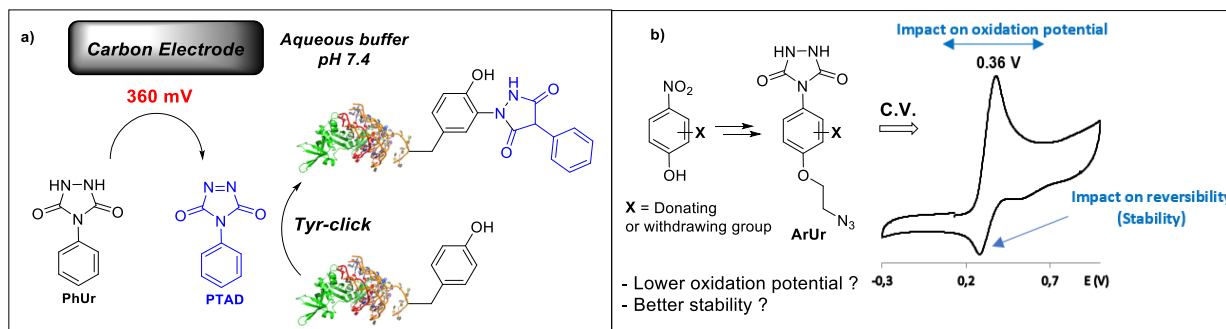 a)
Carbon Electrode
Aqueous buffer
pH 7.4
360 mV
OH
H
N
N
O
O
HN-NH
O
N
O
PhUr
N=N
O
N
O
PTAD
Tyr-click
OH
b)
NO2
X
OH
X = Donating
or withdrawing group
HN-NH
O
N
O
X
O
N3
ArUr
C.V.
Impact on oxidation potential
0.36 V
Impact on reversibility
(Stability)
-0,3
0,2
0,7
E (V)
- Lower oxidation potential ?
- Better stability ?